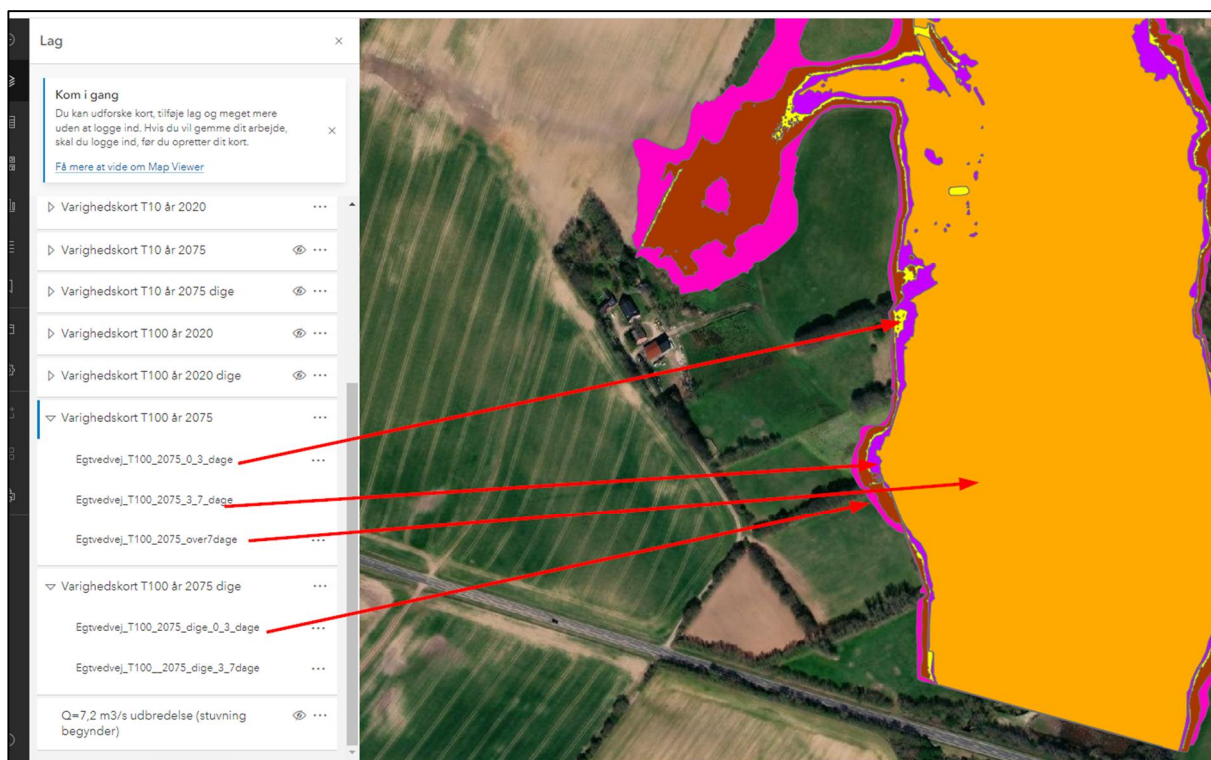 Lag
Kom i gang
Du kan udforske kort, tilføje lag og meget mere
uden at logge ind. Hvis du vil gemme dit arbejde,
skal du logge ind, før du opretter dit kort.
Få mere at vide om Map Viewer
Varighedskort T10 år 2020
Varighedskort T10 år 2075
Varighedskort T10 år 2075 dige
Varighedskort T100 år 2020
Varighedskort T100 år 2020 dige
Varighedskort T100 år 2075
Egtvedvej_T100_2075_0_3_dage
Egtvedvej_T100_2075_3_7_dage
Egtvedvej_T100_2075_over7dage
Varighedskort T100 år 2075 dige
Egtvedvej_T100_2075_dige_0_3_dage
Egtvedvej_T100__2075_dige_3_7dage
Q=7,2 m3/s udbredelse (stuvning
begynder)